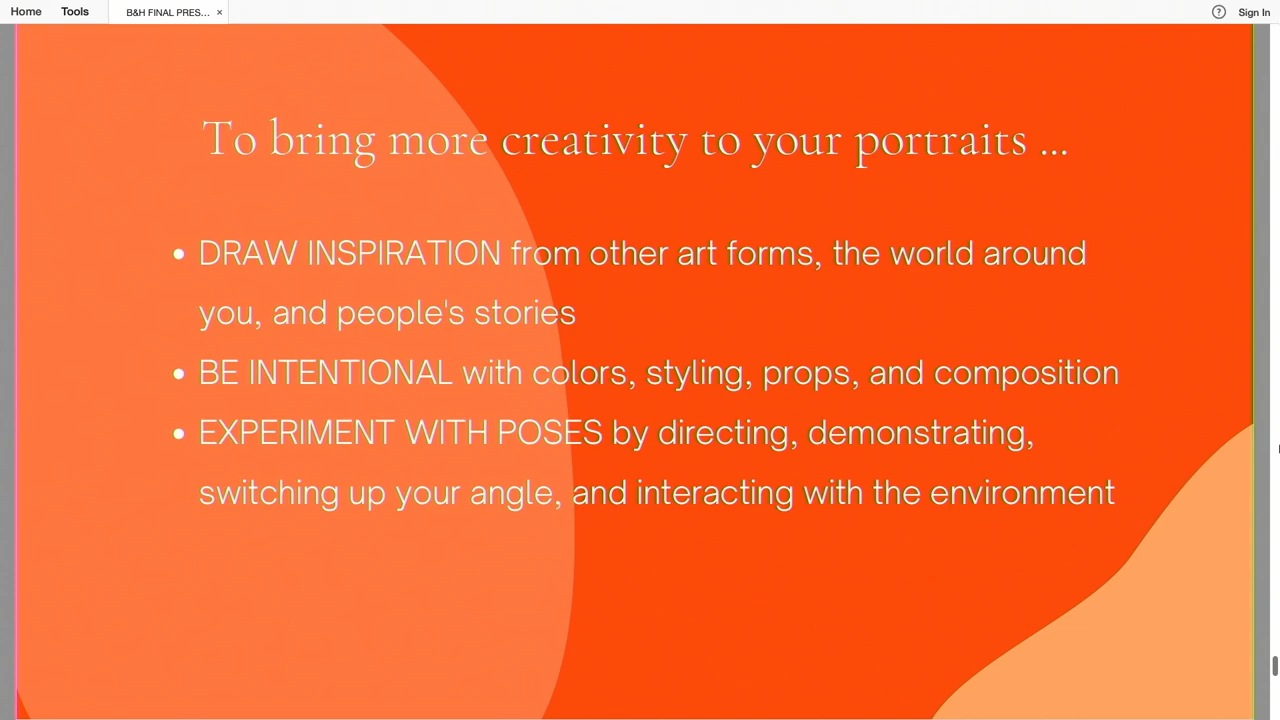 Home Tools B&H FINAL PRES... × ? Sign In
To bring more creativity to your portraits ...
• DRAW INSPIRATION from other art forms, the world around
you, and people's stories
• BE INTENTIONAL with colors, styling, props, and composition
• EXPERIMENT WITH POSES by directing, demonstrating,
switching up your angle, and interacting with the environment